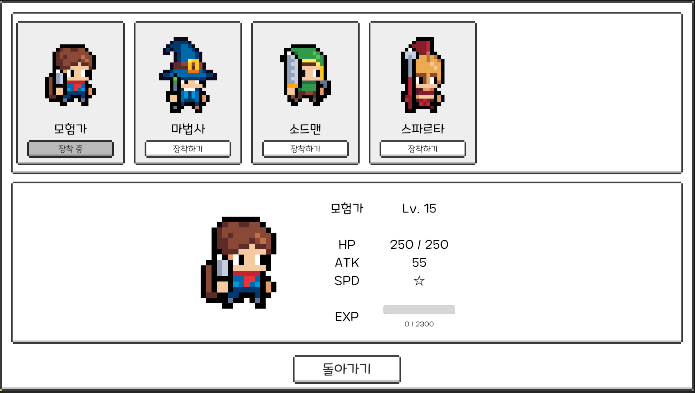 모험가
장착 중
마법사
장착하기
소드맨
장착하기
스파르타
장착하기
모험가 Lv. 15
HP 250 / 250
ATK 55
SPD ☆
EXP
0 / 2300
돌아가기